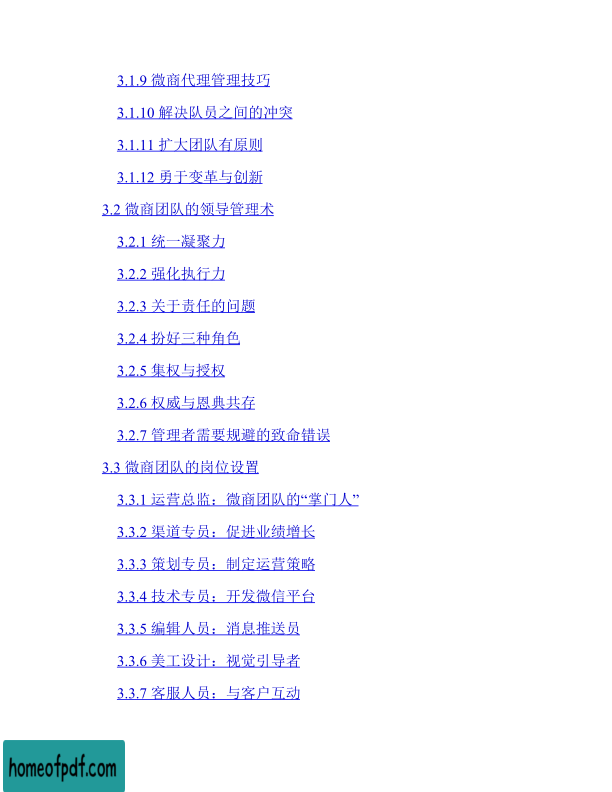 3.1.9 微商代理管理技巧
3.1.10 解决队员之间的冲突
3.1.11 扩大团队有原则
3.1.12 勇于变革与创新
3.2 微商团队的领导管理术
3.2.1 统一凝聚力
3.2.2 强化执行力
3.2.3 关于责任的问题
3.2.4 扮好三种角色
3.2.5 集权与授权
3.2.6 权威与恩典共存
3.2.7 管理者需要规避的致命错误
3.3 微商团队的岗位设置
3.3.1 运营总监：微商团队的“掌门人”
3.3.2 渠道专员：促进业绩增长
3.3.3 策划专员：制定运营策略
3.3.4 技术专员：开发微信平台
3.3.5 编辑人员：消息推送员
3.3.6 美工设计：视觉引导者
3.3.7 客服人员：与客户互动
homeofpdf.com